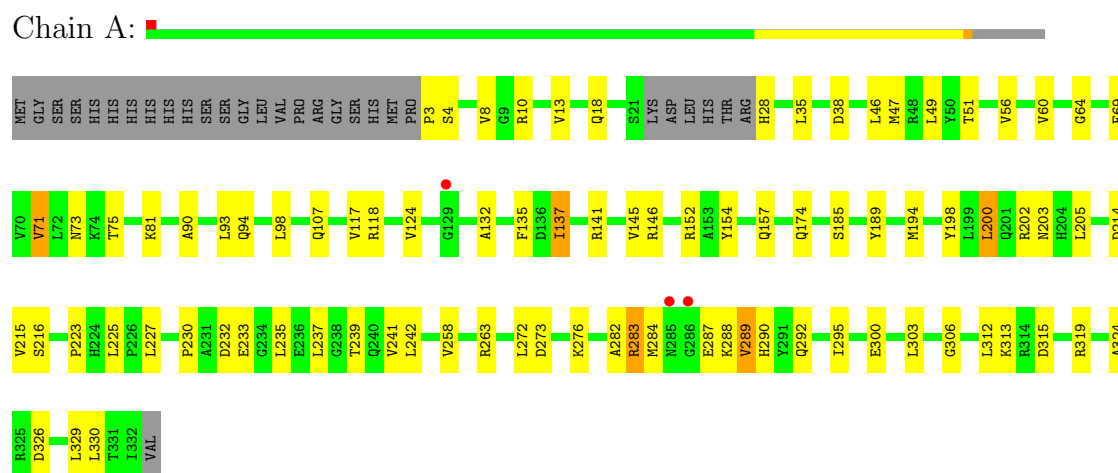 Chain A:
MET GLY SER SER HIS HIS HIS HIS HIS HIS SER SER GLY LEU VAL PRO ARG GLY SER HIS MET PRO P3 S4 V8 G9 R10 V13 Q18 S21 LYS ASP LEU HIS THR ARG H28 L35 D38 L46 M47 R48 L49 Y50 T51 V56 V60 G64 E69
V70 V71 L72 N73 K74 T75 K81 A90 L93 Q94 L98 Q107 V117 R118 V124 G129 A132 F135 D136 I137 R141 V145 R146 R152 A153 Y154 Q157 Q174 S185 Y189 M194 Y198 L199 L200 Q201 R202 N203 H204 L205 D214
V215 S216 P223 H224 L225 P226 L227 P230 A231 D232 E233 G234 L235 E236 L237 G238 T239 Q240 V241 L242 V258 R263 L272 D273 K276 A282 R283 M284 N285 G286 E287 K288 V289 H290 Y291 Q292 I295 E300 L303 G306 L312 K313 R314 D315 R319 A324
R325 D326 L329 L330 T331 I332 VAL